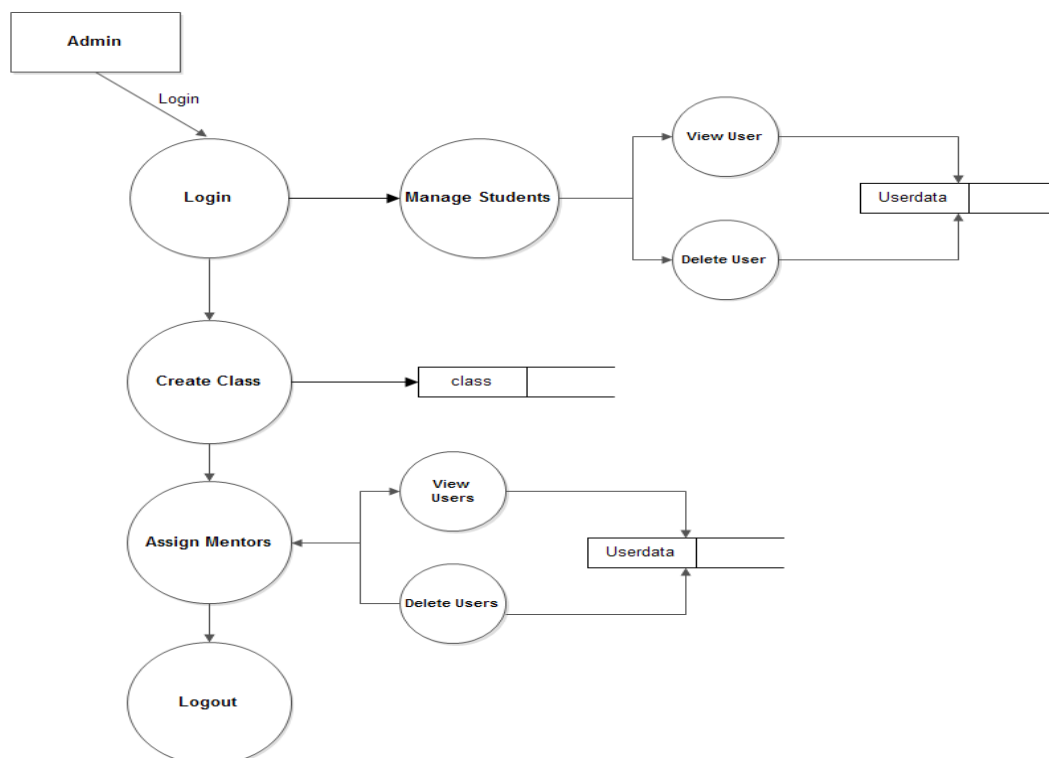 Admin
Login
Login
Manage Students
View User
Delete User
Userdata
Create Class
class
Assign Mentors
View
Users
Delete Users
Userdata
Logout